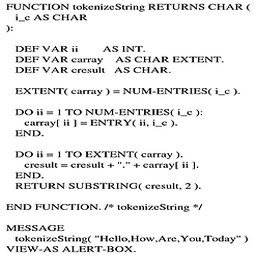 FUNCTION tokenizeString RETURNS CHAR (
i_c AS CHAR
):
DEF VAR ii AS INT.
DEF VAR carray AS CHAR EXTENT.
DEF VAR cresult AS CHAR.
EXTENT( carray ) = NUM-ENTRIES( i_c ).
DO ii = 1 TO NUM-ENTRIES( i_c ):
carray[ ii ] = ENTRY( ii, i_c ).
END.
DO ii = 1 TO EXTENT( carray ).
cresult = cresult + "." + carray[ ii ].
END.
RETURN SUBSTRING( cresult, 2 ).
END FUNCTION. /* tokenizeString */
MESSAGE
tokenizeString( "Hello,How,Are,You,Today" )
VIEW-AS ALERT-BOX.